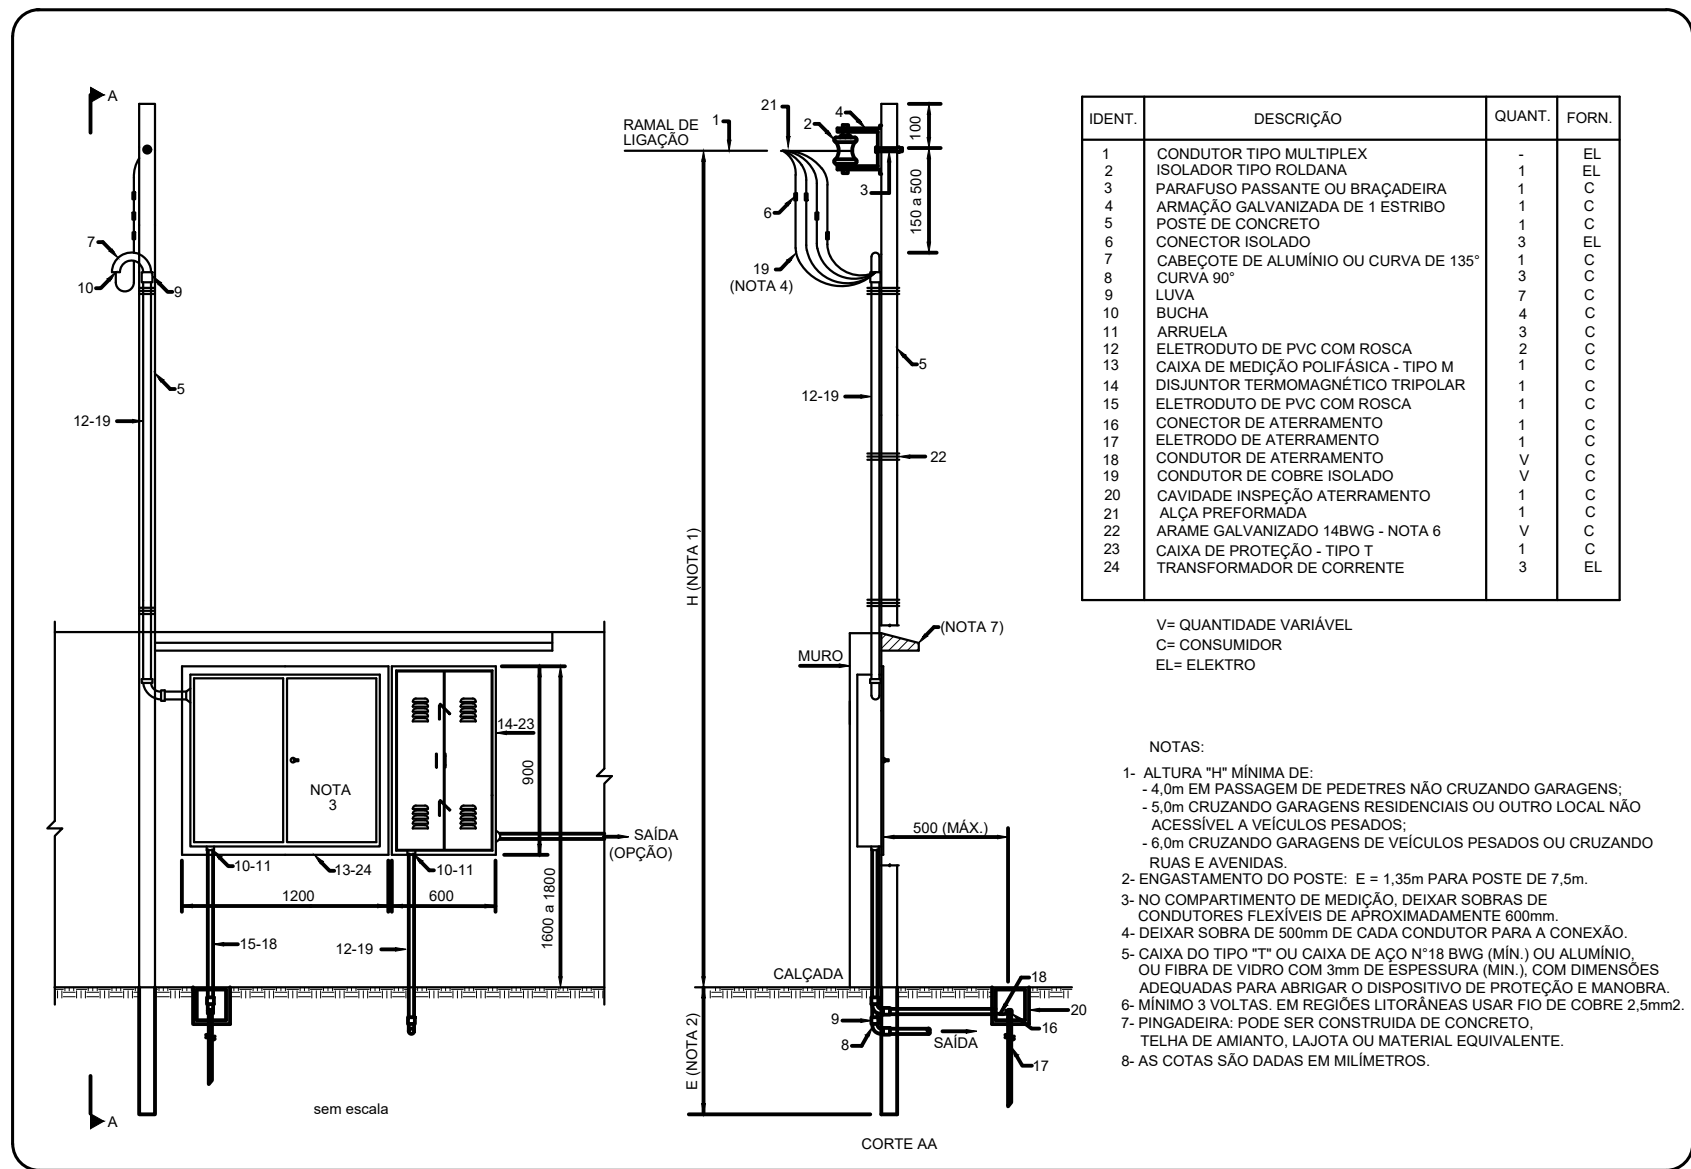 A
7
10
9
5
12-19
NOTA
3
14-23
900
1600 a 1800
SAÍDA
(OPÇÃO)
10-11
13-24
10-11
1200
600
15-18
12-19
A
sem escala
RAMAL DE
LIGAÇÃO
1
21
4
2
3
100
150 a 500
6
19
(NOTA 4)
5
12-19
22
H (NOTA 1)
(NOTA 7)
MURO
500 (MÁX.)
CALÇADA
18
20
16
9
8
SAÍDA
17
E (NOTA 2)
CORTE AA
IDENT. DESCRIÇÃO QUANT. FORN.
1 CONDUTOR TIPO MULTIPLEX - EL
2 ISOLADOR TIPO ROLDANA 1 EL
3 PARAFUSO PASSANTE OU BRAÇADEIRA 1 C
4 ARMAÇÃO GALVANIZADA DE 1 ESTRIBO 1 C
5 POSTE DE CONCRETO 1 C
6 CONECTOR ISOLADO 3 EL
7 CABEÇOTE DE ALUMÍNIO OU CURVA DE 135° 1 C
8 CURVA 90° 3 C
9 LUVA 7 C
10 BUCHA 4 C
11 ARRUELA 3 C
12 ELETRODUTO DE PVC COM ROSCA 2 C
13 CAIXA DE MEDIÇÃO POLIFÁSICA - TIPO M 1 C
14 DISJUNTOR TERMOMAGNÉTICO TRIPOLAR 1 C
15 ELETRODUTO DE PVC COM ROSCA 1 C
16 CONECTOR DE ATERRAMENTO 1 C
17 ELETRODO DE ATERRAMENTO 1 C
18 CONDUTOR DE ATERRAMENTO V C
19 CONDUTOR DE COBRE ISOLADO V C
20 CAVIDADE INSPEÇÃO ATERRAMENTO 1 C
21 ALÇA PREFORMADA 1 C
22 ARAME GALVANIZADO 14BWG - NOTA 6 V C
23 CAIXA DE PROTEÇÃO - TIPO T 1 C
24 TRANSFORMADOR DE CORRENTE 3 EL
V= QUANTIDADE VARIÁVEL
C= CONSUMIDOR
EL= ELEKTRO
NOTAS:
1- ALTURA "H" MÍNIMA DE:
- 4,0m EM PASSAGEM DE PEDETRES NÃO CRUZANDO GARAGENS;
- 5,0m CRUZANDO GARAGENS RESIDENCIAIS OU OUTRO LOCAL NÃO
ACESSÍVEL A VEÍCULOS PESADOS;
- 6,0m CRUZANDO GARAGENS DE VEÍCULOS PESADOS OU CRUZANDO
RUAS E AVENIDAS.
2- ENGASTAMENTO DO POSTE: E = 1,35m PARA POSTE DE 7,5m.
3- NO COMPARTIMENTO DE MEDIÇÃO, DEIXAR SOBRAS DE
CONDUTORES FLEXÍVEIS DE APROXIMADAMENTE 600mm.
4- DEIXAR SOBRA DE 500mm DE CADA CONDUTOR PARA A CONEXÃO.
5- CAIXA DO TIPO "T" OU CAIXA DE AÇO N°18 BWG (MÍN.) OU ALUMÍNIO,
OU FIBRA DE VIDRO COM 3mm DE ESPESSURA (MIN.), COM DIMENSÕES
ADEQUADAS PARA ABRIGAR O DISPOSITIVO DE PROTEÇÃO E MANOBRA.
6- MÍNIMO 3 VOLTAS. EM REGIÕES LITORÂNEAS USAR FIO DE COBRE 2,5mm2.
7- PINGADEIRA: PODE SER CONSTRUIDA DE CONCRETO,
TELHA DE AMIANTO, LAJOTA OU MATERIAL EQUIVALENTE.
8- AS COTAS SÃO DADAS EM MILÍMETROS.